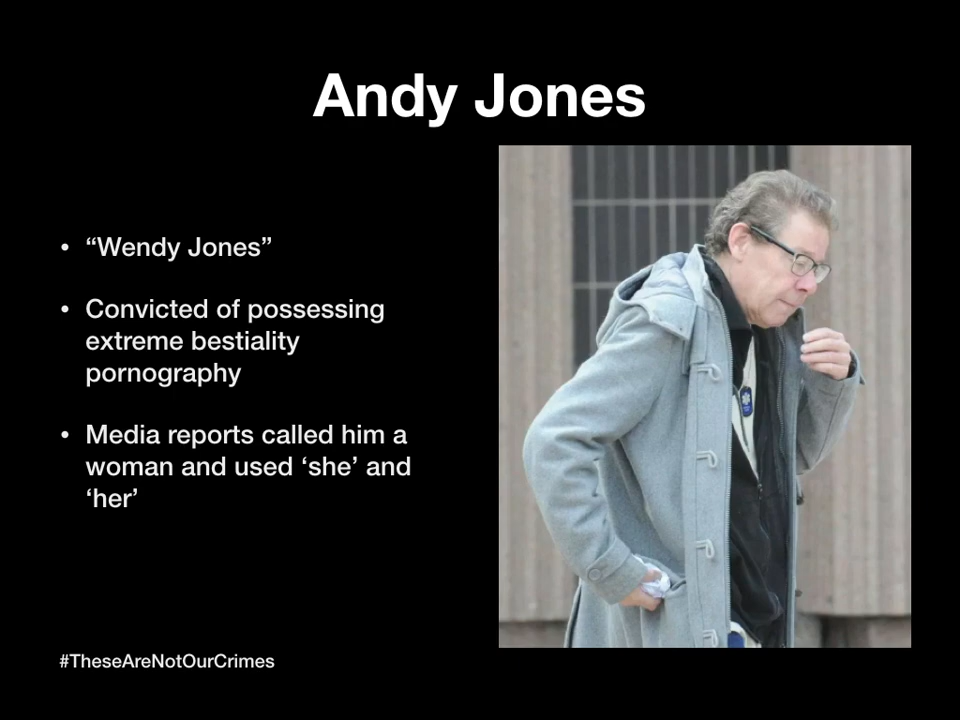 Andy Jones
• “Wendy Jones”
• Convicted of possessing
extreme bestiality
pornography
• Media reports called him a
woman and used ‘she’ and
‘her’
#TheseAreNotOurCrimes